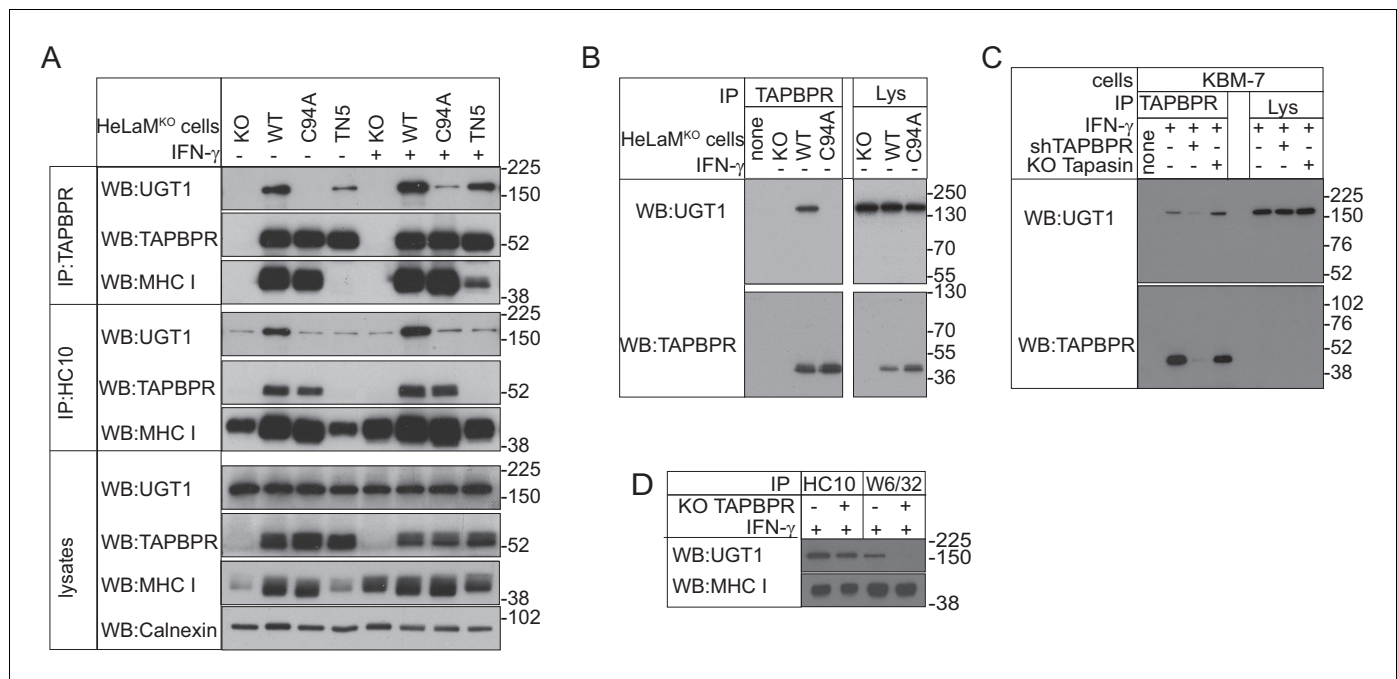 A
HeLaM^KO cells KO WT C94A TN5 KO WT C94A TN5
IFN-γ - - - - + + + +
IP:TAPBPR
WB:UGT1 -225 -150
WB:TAPBPR -52
WB:MHC I -38
IP:HC10
WB:UGT1 -225 -150
WB:TAPBPR -52
WB:MHC I -38
lysates
WB:UGT1 -225 -150
WB:TAPBPR -52
WB:MHC I -38
WB:Calnexin -102
B
IP TAPBPR Lys
HeLaM^KO cells none KO WT C94A KO WT C94A
IFN-γ - - - - - -
WB:UGT1 -250 -130 -70 -55
WB:TAPBPR -130 -70 -55 -36
C
cells KBM-7
IP TAPBPR Lys
IFN-γ none + + + + + +
shTAPBPR + +
KO Tapasin + +
WB:UGT1 -225 -150 -76 -52
WB:TAPBPR -102 -76 -52 -38
D
IP HC10 W6/32
KO TAPBPR - + - +
IFN-γ + + + +
WB:UGT1 -225 -150
WB:MHC I -38